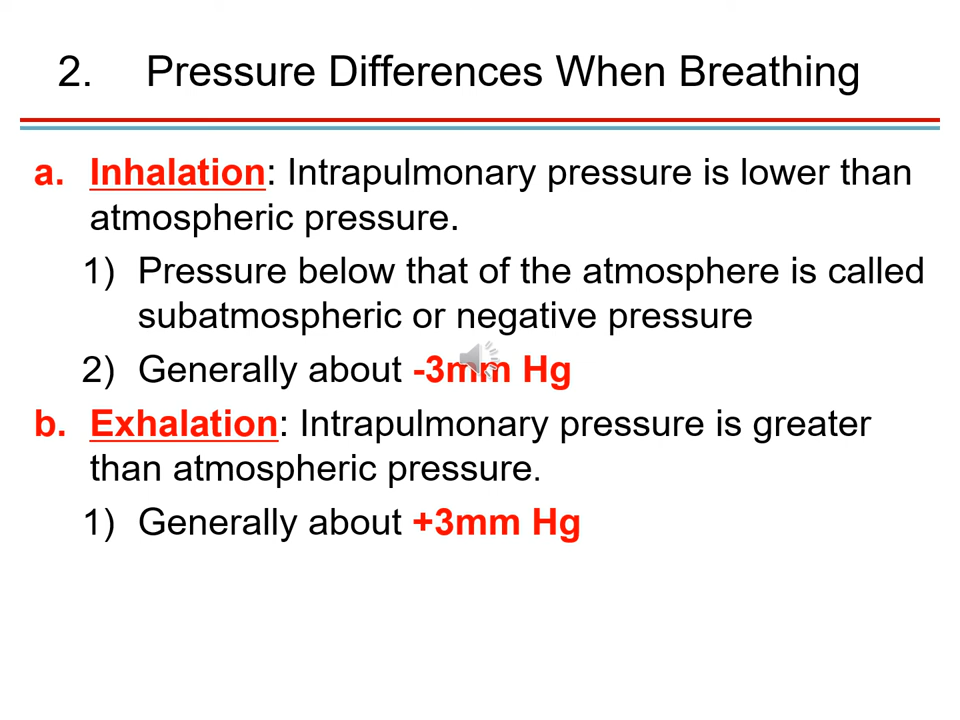 2. Pressure Differences When Breathing
a. Inhalation: Intrapulmonary pressure is lower than
atmospheric pressure.
1) Pressure below that of the atmosphere is called
subatmospheric or negative pressure
2) Generally about -3mm Hg
b. Exhalation: Intrapulmonary pressure is greater
than atmospheric pressure.
1) Generally about +3mm Hg